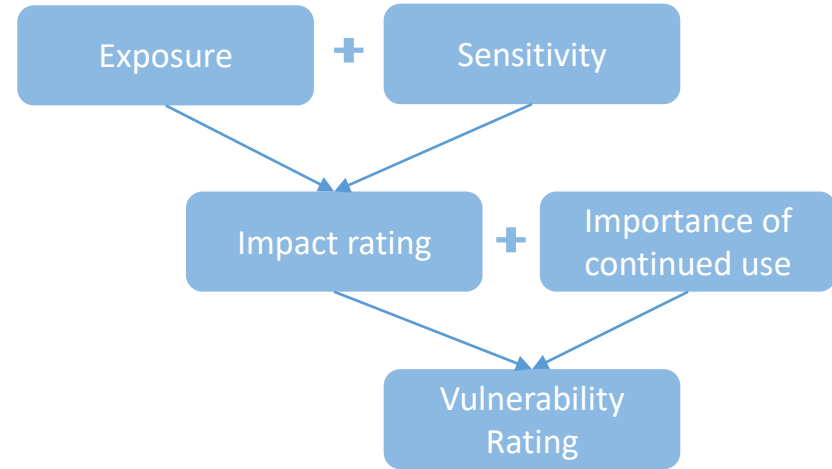 Exposure
+
Sensitivity
Impact rating
+
Importance of
continued use
Vulnerability
Rating